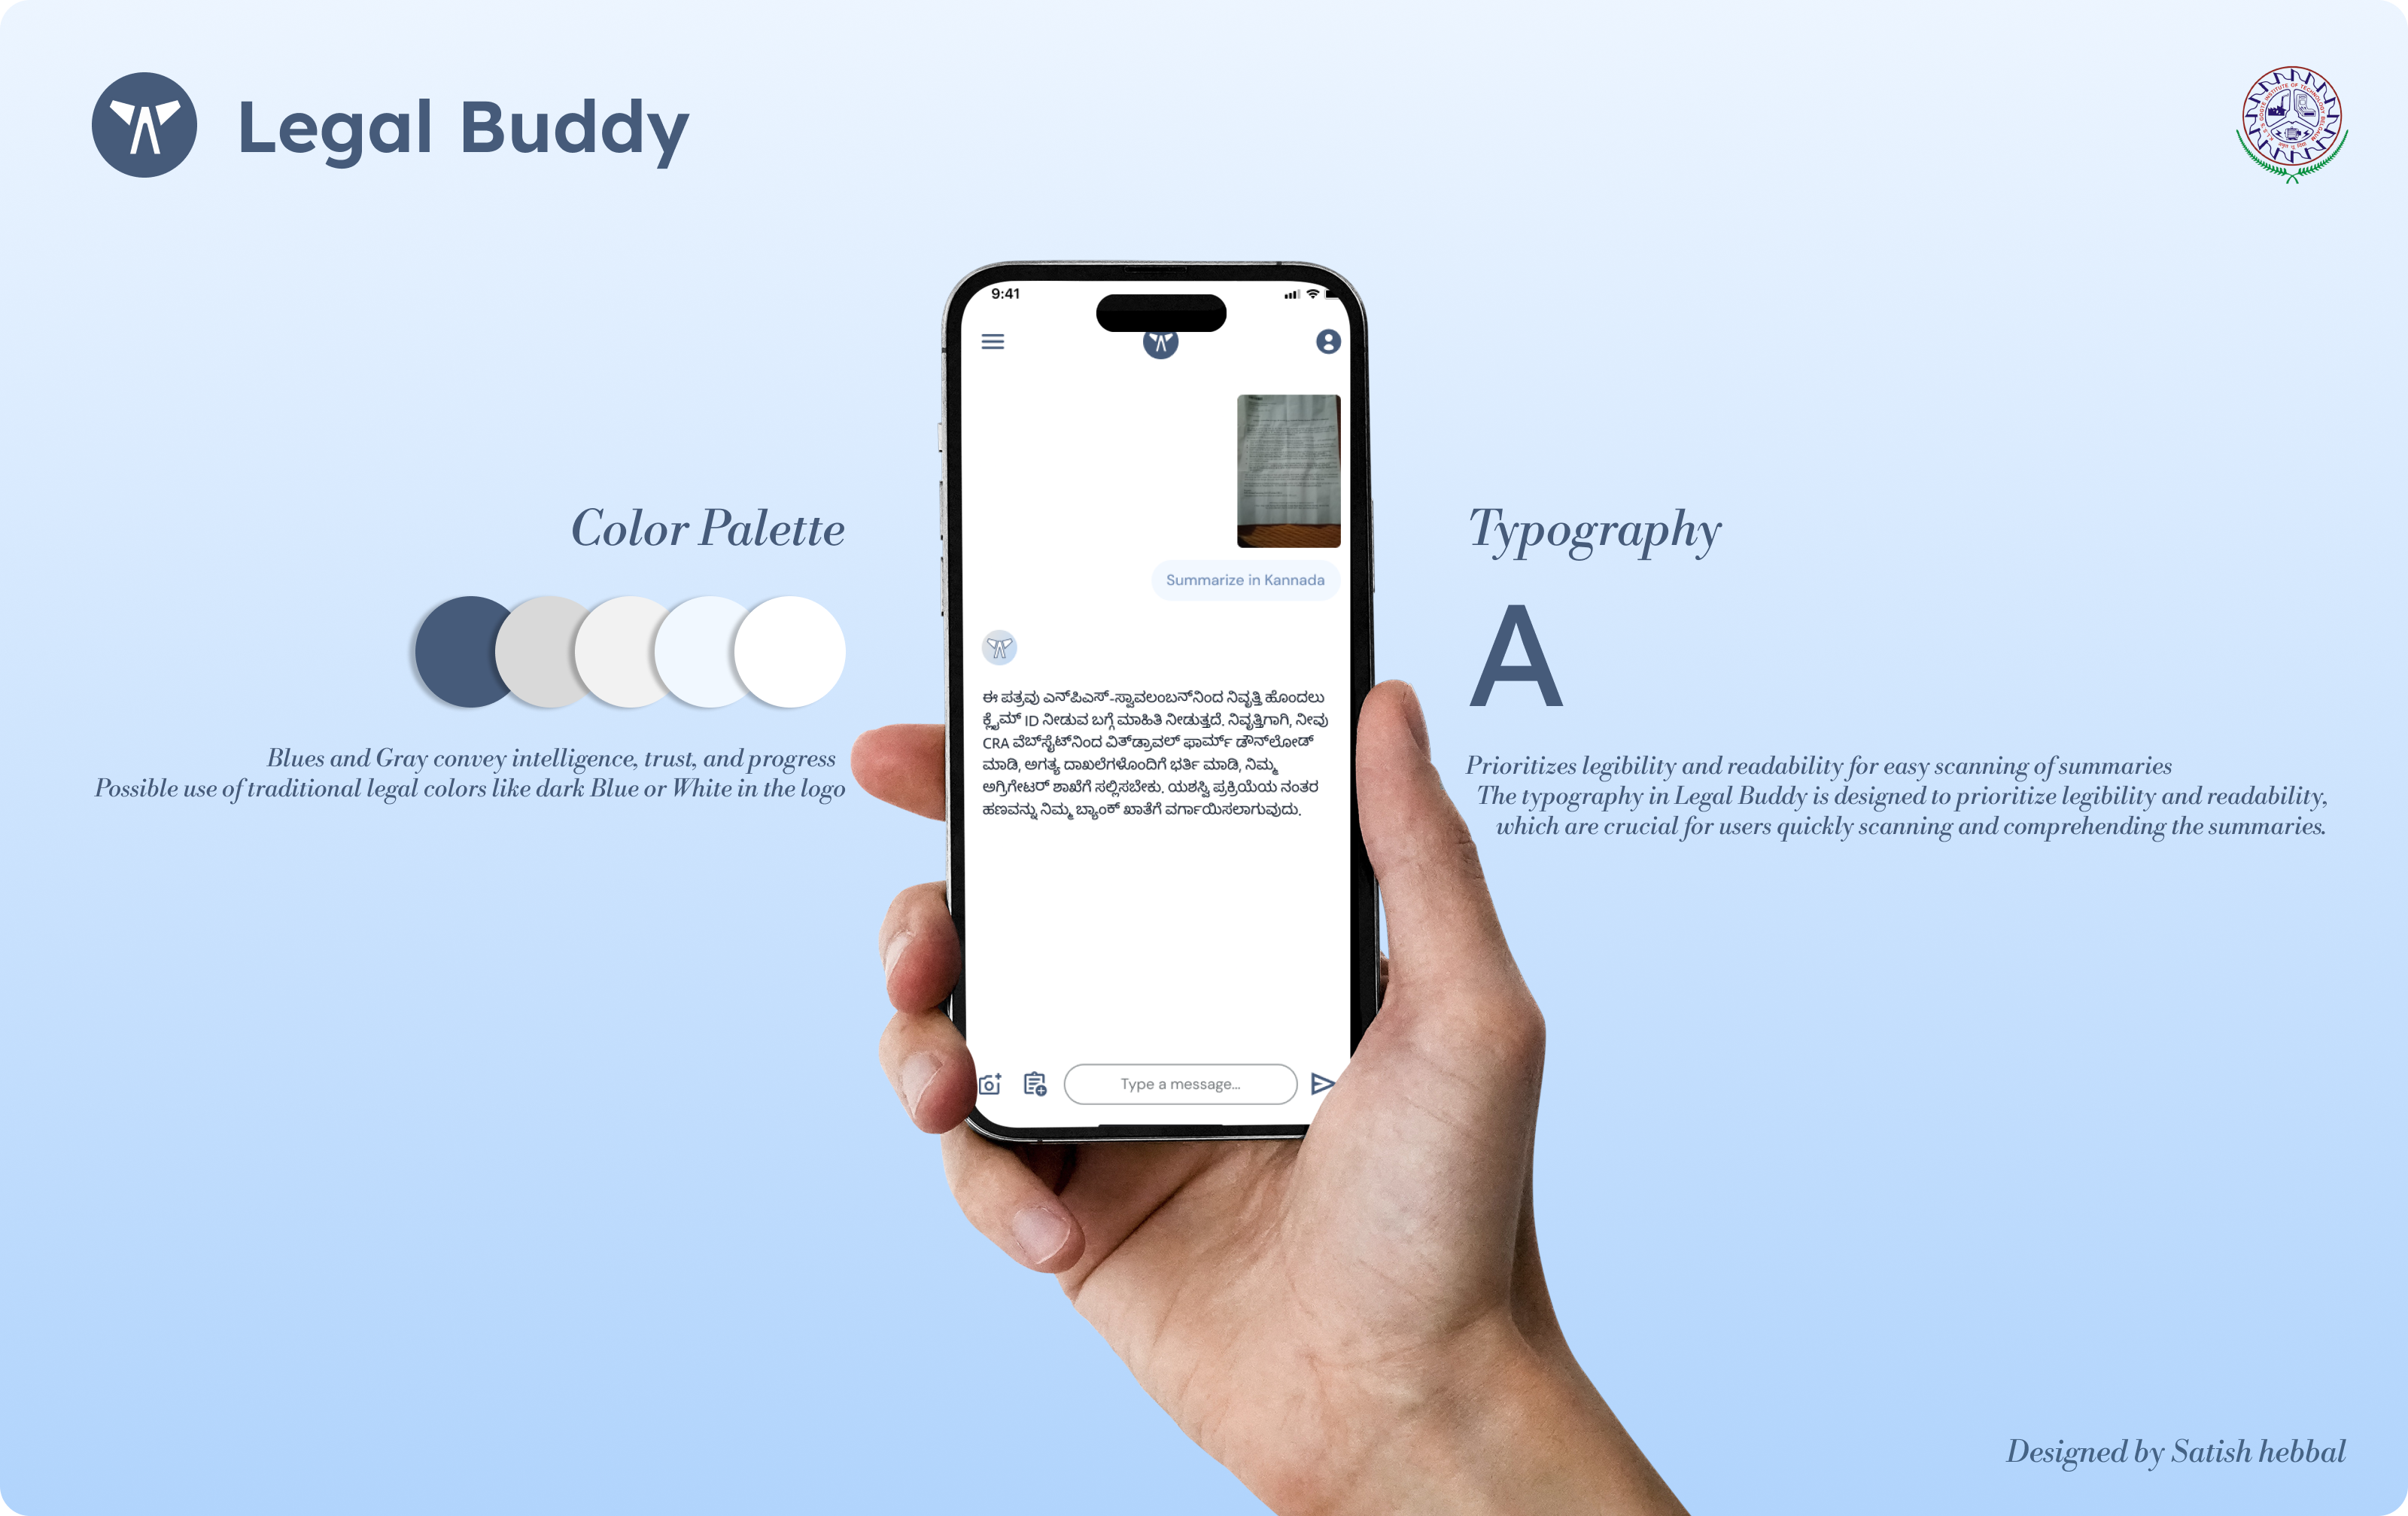 Legal Buddy
9:41
Summarize in Kannada
ಈ ಪತ್ರವು ಎನ್‌ಪಿಎಸ್-ಸ್ವಾವಲಂಬನ್‌ನಿಂದ ನಿವೃತ್ತಿ ಹೊಂದಲು
ಕ್ಲೈಮ್ ID ನೀಡುವ ಬಗ್ಗೆ ಮಾಹಿತಿ ನೀಡುತ್ತದೆ. ನಿವೃತ್ತಿಗಾಗಿ, ನೀವು
CRA ವೆಬ್‌ಸೈಟ್‌ನಿಂದ ವಿತ್‌ಡ್ರಾವಲ್ ಫಾರ್ಮ್ ಡೌನ್‌ಲೋಡ್
ಮಾಡಿ, ಅಗತ್ಯ ದಾಖಲೆಗಳೊಂದಿಗೆ ಭರ್ತಿ ಮಾಡಿ, ನಿಮ್ಮ
ಅಗ್ರಿಗೇಟರ್ ಶಾಖೆಗೆ ಸಲ್ಲಿಸಬೇಕು. ಯಶಸ್ವಿ ಪ್ರಕ್ರಿಯೆಯ ನಂತರ
ಹಣವನ್ನು ನಿಮ್ಮ ಬ್ಯಾಂಕ್ ಖಾತೆಗೆ ವರ್ಗಾಯಿಸಲಾಗುವುದು.
Type a message...
Color Palette
Blues and Gray convey intelligence, trust, and progress
Possible use of traditional legal colors like dark Blue or White in the logo
Typography
A
Prioritizes legibility and readability for easy scanning of summaries
The typography in Legal Buddy is designed to prioritize legibility and readability,
which are crucial for users quickly scanning and comprehending the summaries.
Designed by Satish hebbal